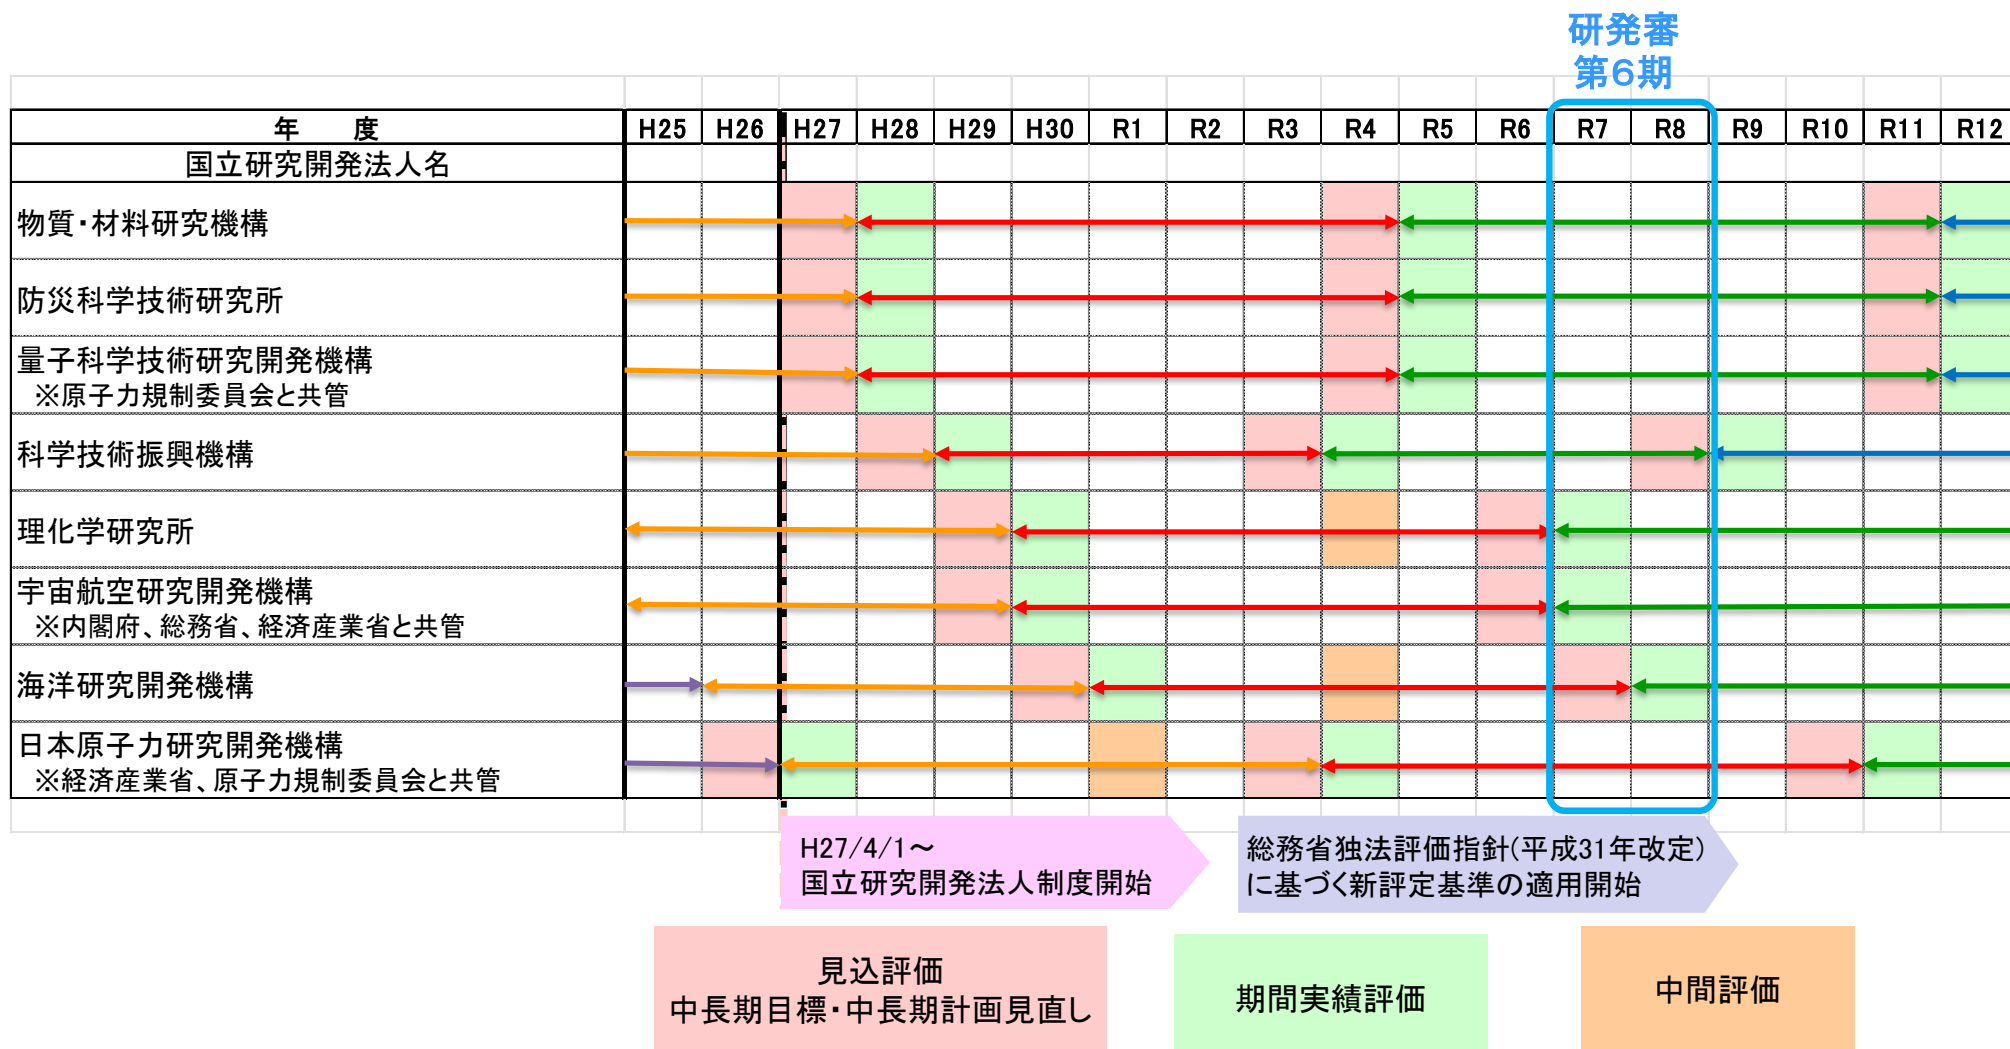 研発審
第6期
年　度 H25 H26 H27 H28 H29 H30 R1 R2 R3 R4 R5 R6 R7 R8 R9 R10 R11 R12
国立研究開発法人名
物質・材料研究機構
防災科学技術研究所
量子科学技術研究開発機構
※原子力規制委員会と共管
科学技術振興機構
理化学研究所
宇宙航空研究開発機構
※内閣府、総務省、経済産業省と共管
海洋研究開発機構
日本原子力研究開発機構
※経済産業省、原子力規制委員会と共管
H27/4/1～
国立研究開発法人制度開始
総務省独法評価指針(平成31年改定)
に基づく新評定基準の適用開始
見込評価
中長期目標・中長期計画見直し
期間実績評価
中間評価